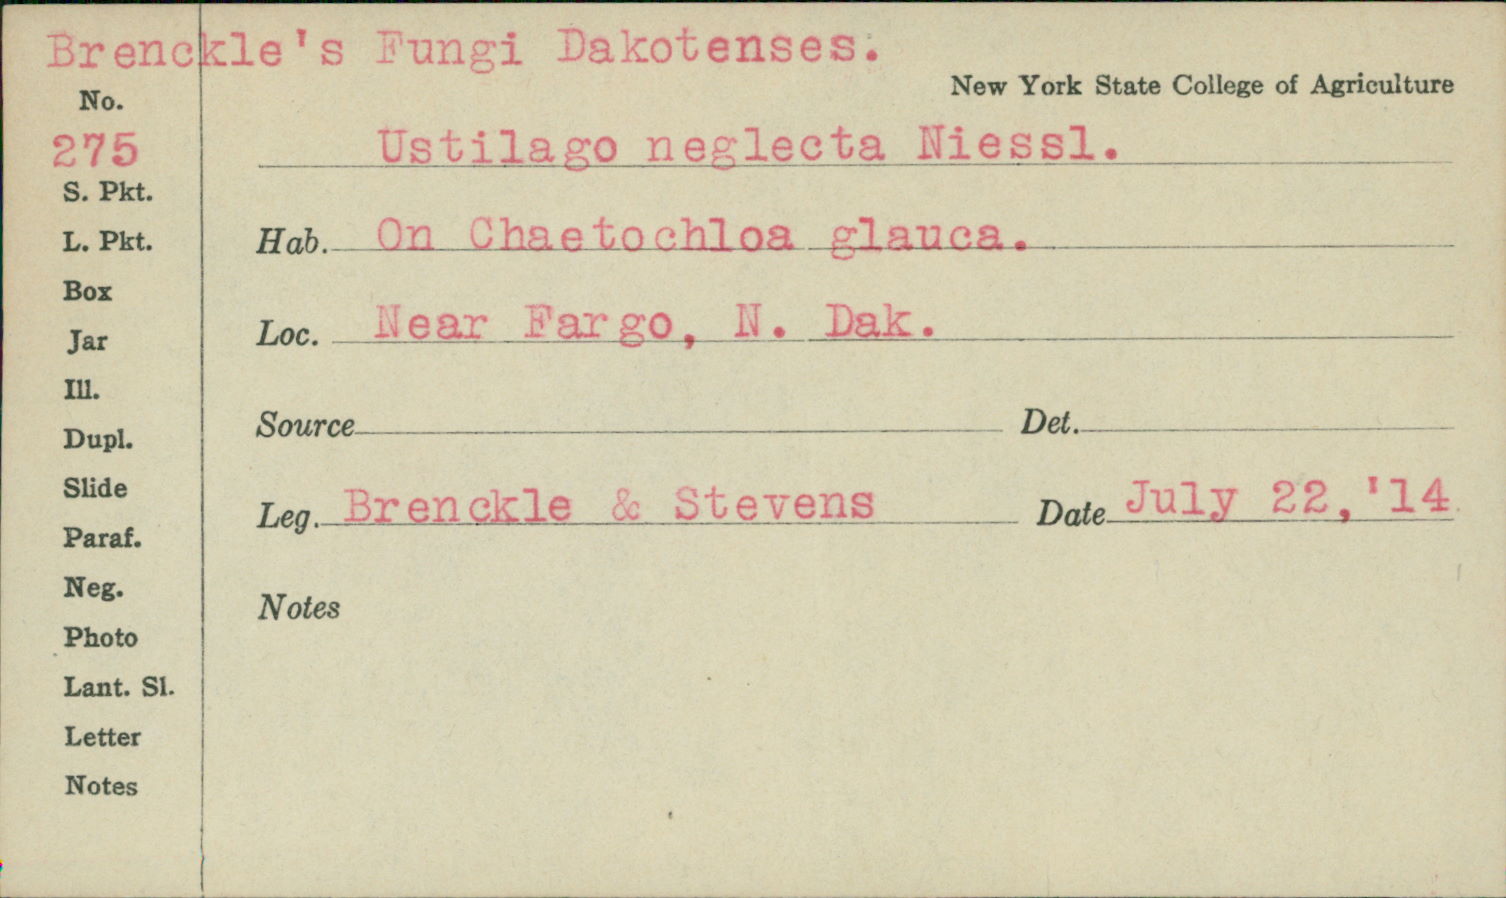 Brenckle's Fungi Dakotenses.
New York State College of Agriculture
No.
275
Ustilago neglecta Niessl.
S. Pkt.
L. Pkt.
Hab. On Chaetochloa glauca.
Box
Jar
Loc. Near Fargo, N. Dak.
Ill.
Dupl.
Source Det.
Slide
Leg. Brenckle & Stevens Date July 22, '14
Paraf.
Neg.
Notes
Photo
Lant. Sl.
Letter
Notes